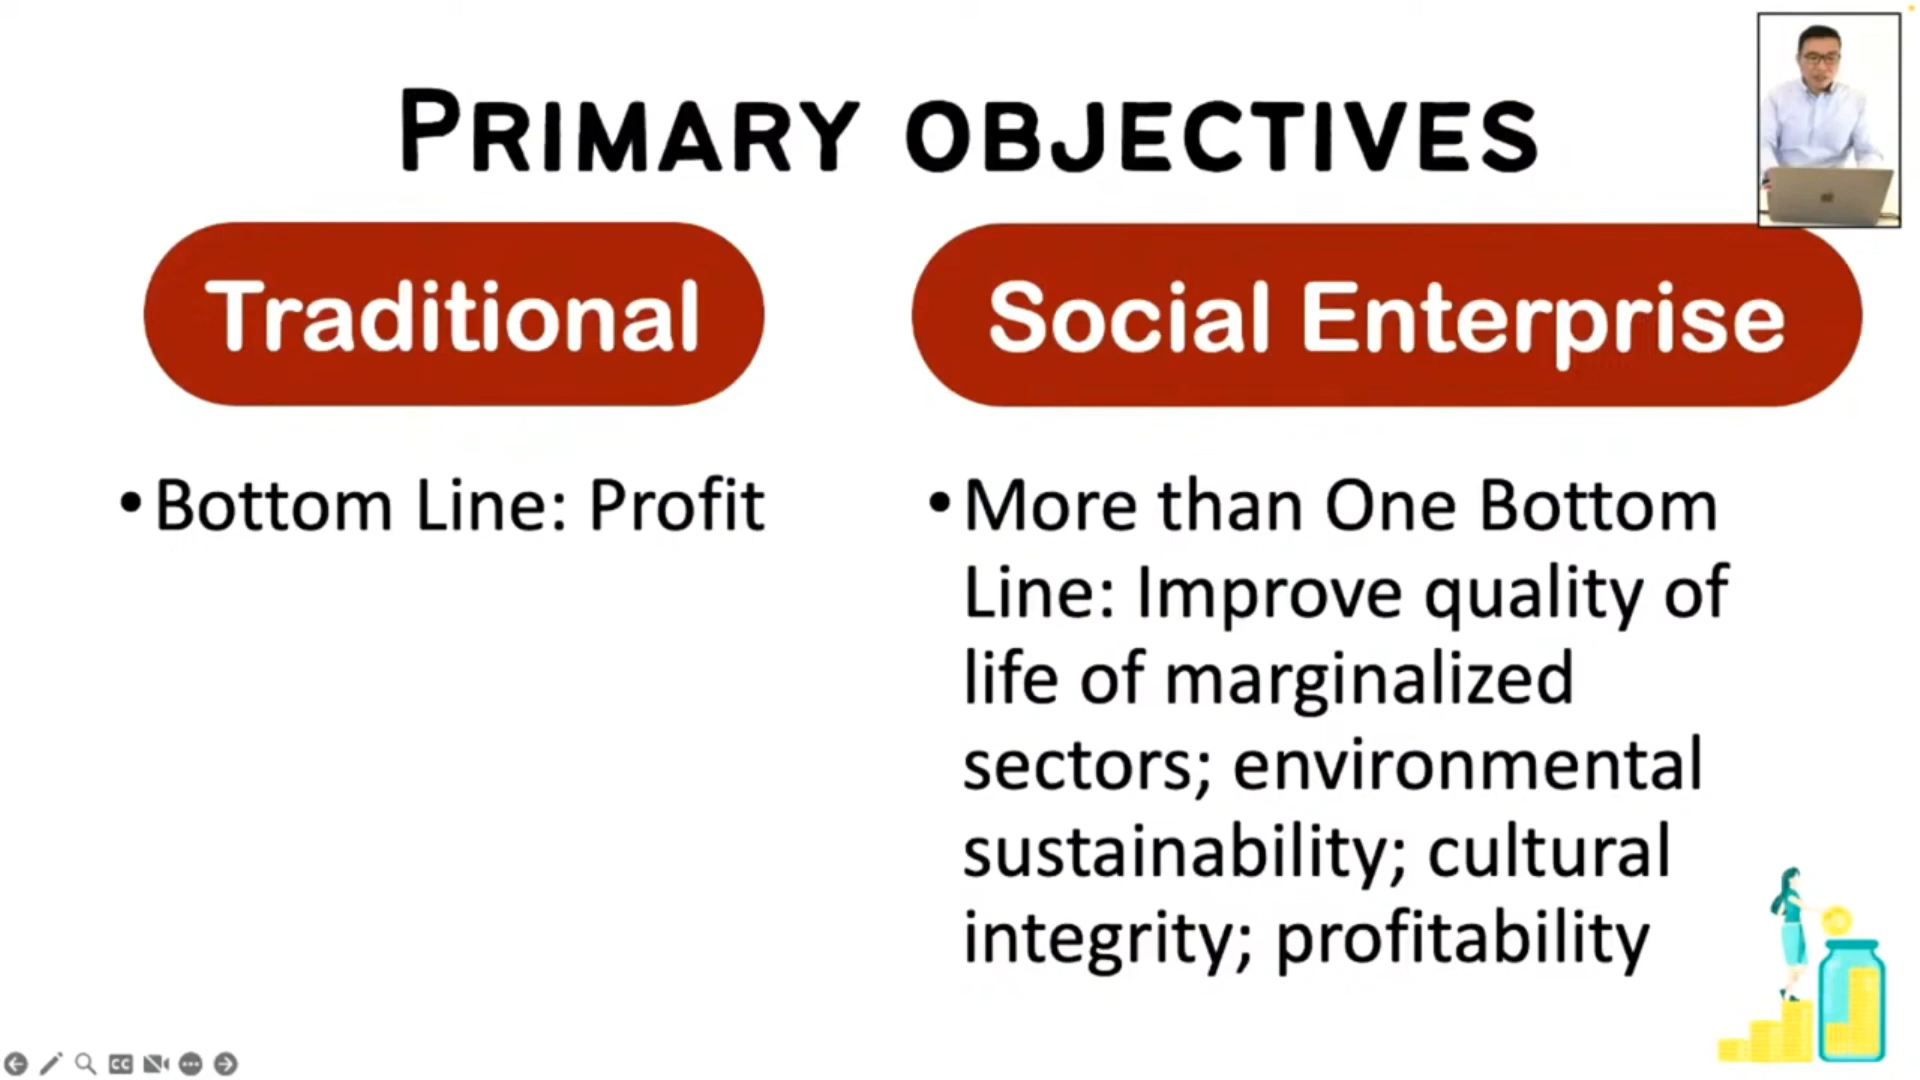 PRIMARY OBJECTIVES
Traditional
Social Enterprise
•Bottom Line: Profit
•More than One Bottom
Line: Improve quality of
life of marginalized
sectors; environmental
sustainability; cultural
integrity; profitability
CC